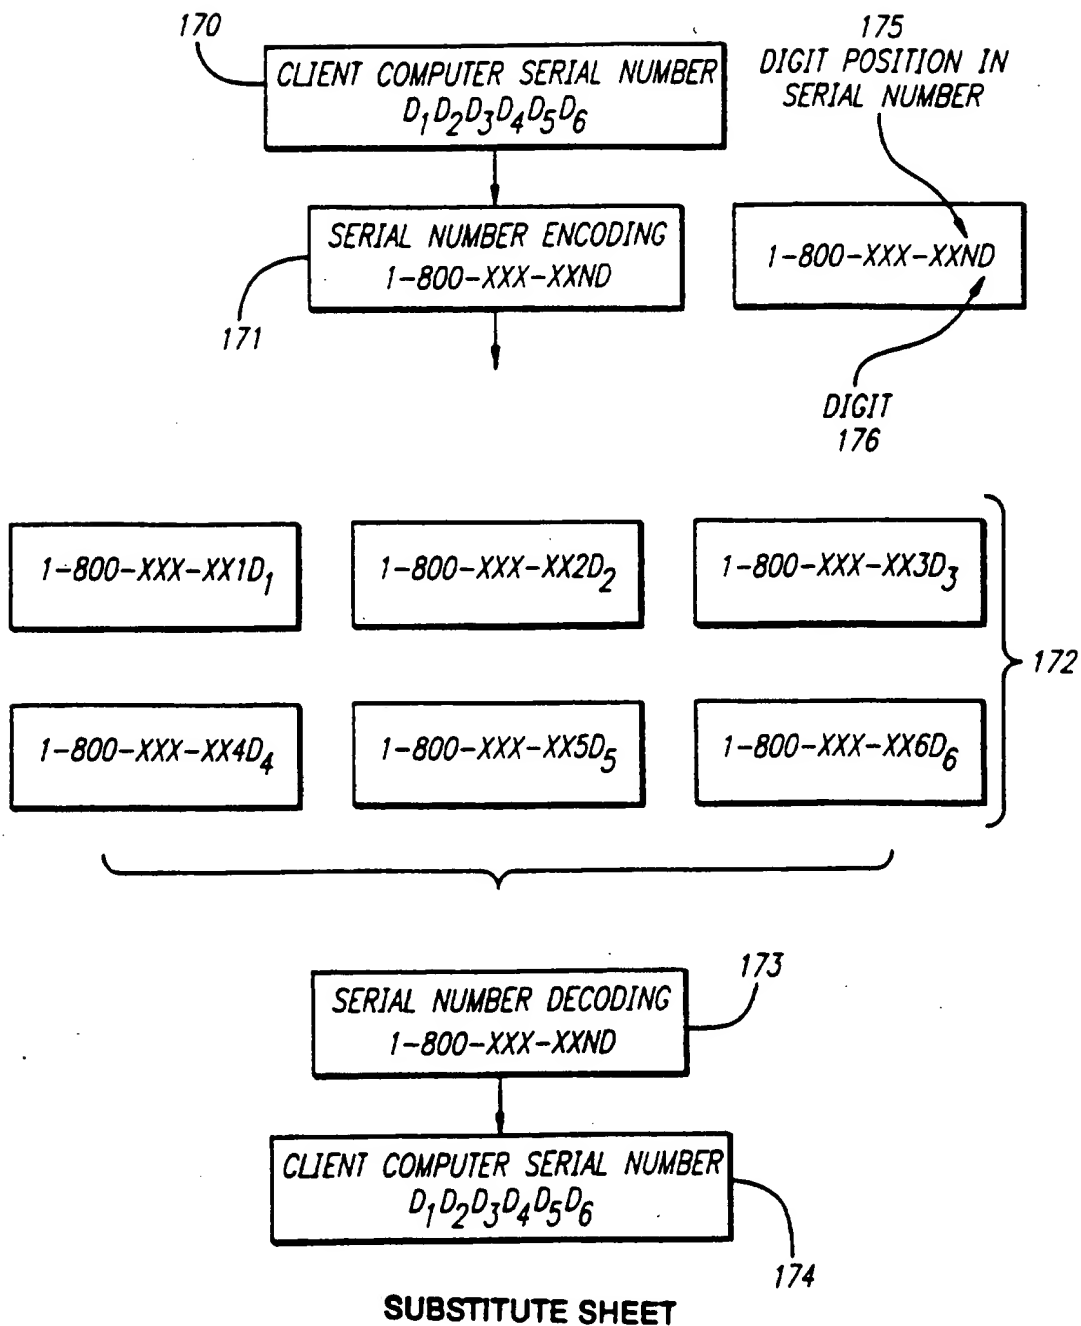 170
CLIENT COMPUTER SERIAL NUMBER
D₁D₂D₃D₄D₅D₆
175
DIGIT POSITION IN
SERIAL NUMBER
SERIAL NUMBER ENCODING
1-800-XXX-XXND
171
1-800-XXX-XXND
DIGIT
176
1-800-XXX-XX1D₁
1-800-XXX-XX2D₂
1-800-XXX-XX3D₃
172
1-800-XXX-XX4D₄
1-800-XXX-XX5D₅
1-800-XXX-XX6D₆
173
SERIAL NUMBER DECODING
1-800-XXX-XXND
CLIENT COMPUTER SERIAL NUMBER
D₁D₂D₃D₄D₅D₆
174
SUBSTITUTE SHEET